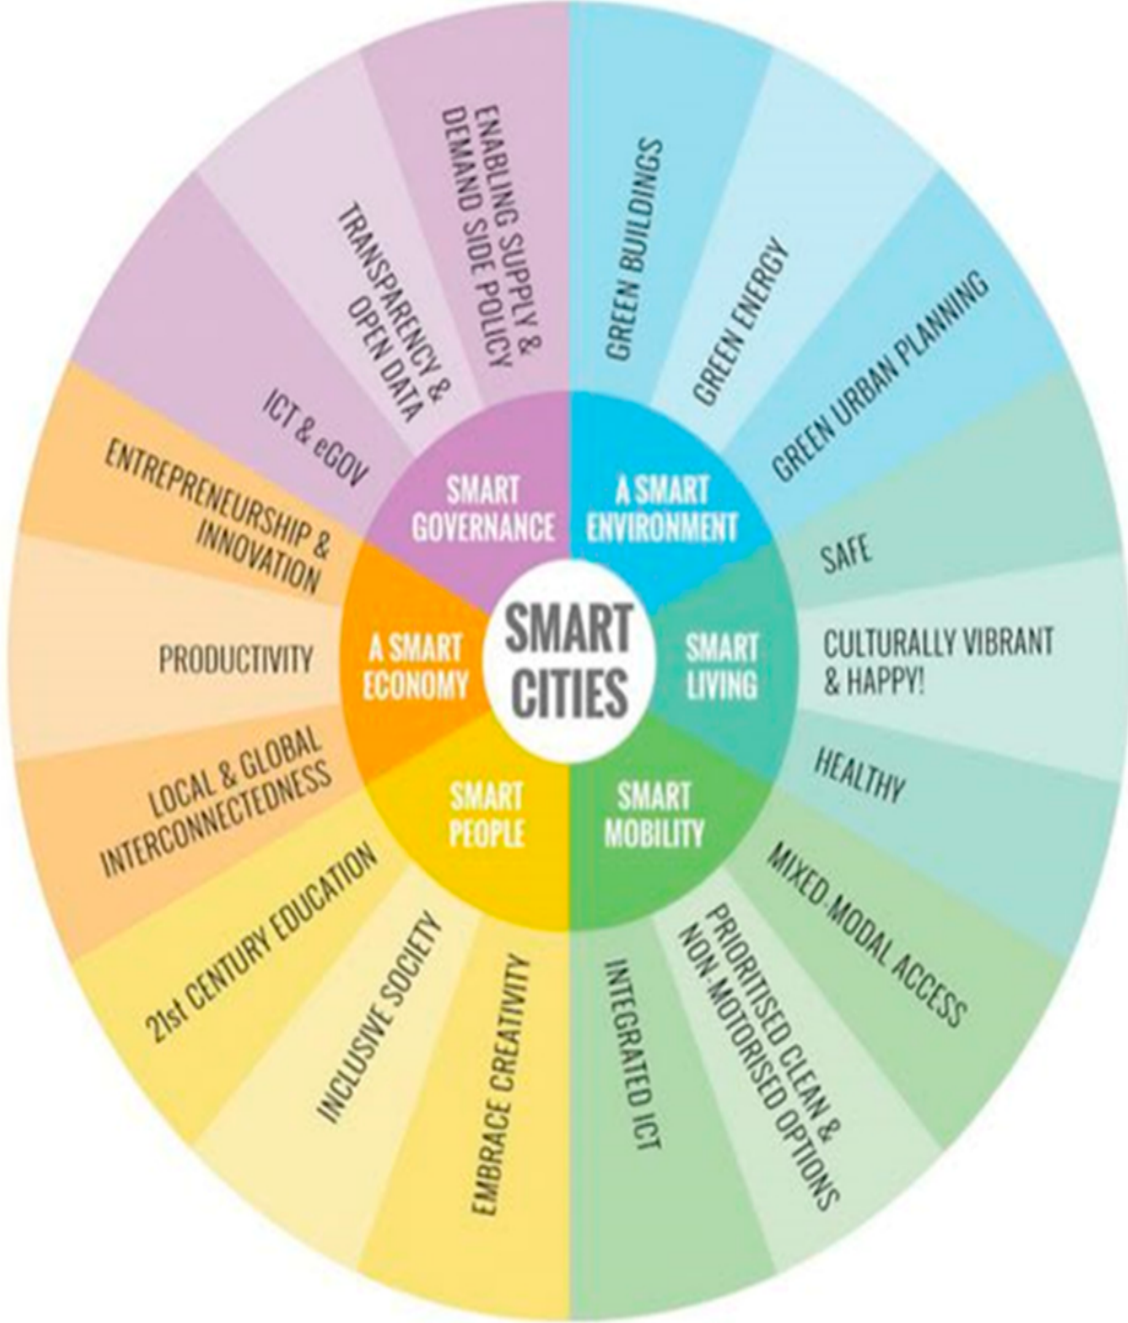 SMART
CITIES
A SMART
ENVIRONMENT
GREEN BUILDINGS
GREEN ENERGY
GREEN URBAN PLANNING
SMART
LIVING
SAFE
CULTURALLY VIBRANT
& HAPPY!
HEALTHY
SMART
MOBILITY
MIXED-MODAL ACCESS
PRIORITISED CLEAN &
NON-MOTORISED OPTIONS
INTEGRATED ICT
SMART
PEOPLE
EMBRACE CREATIVITY
INCLUSIVE SOCIETY
21st CENTURY EDUCATION
A SMART
ECONOMY
LOCAL & GLOBAL
INTERCONNECTEDNESS
PRODUCTIVITY
ENTREPRENEURSHIP &
INNOVATION
SMART
GOVERNANCE
ICT & eGOV
TRANSPARENCY &
OPEN DATA
ENABLING SUPPLY &
DEMAND SIDE POLICY